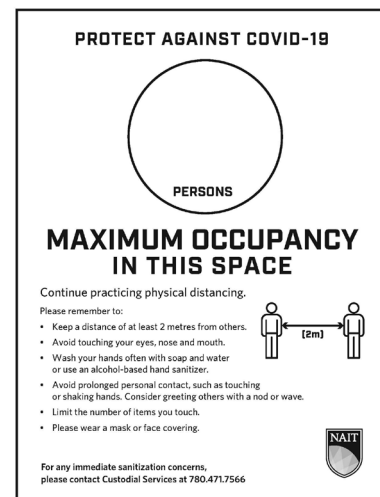 PROTECT AGAINST COVID-19
PERSONS
MAXIMUM OCCUPANCY
IN THIS SPACE
Continue practicing physical distancing.
Please remember to:
• Keep a distance of at least 2 metres from others.
• Avoid touching your eyes, nose and mouth.
• Wash your hands often with soap and water
or use an alcohol-based hand sanitizer.
• Avoid prolonged personal contact, such as touching
or shaking hands. Consider greeting others with a nod or wave.
• Limit the number of items you touch.
• Please wear a mask or face covering.
[2m]
For any immediate sanitization concerns,
please contact Custodial Services at 780.471.7566
NAIT